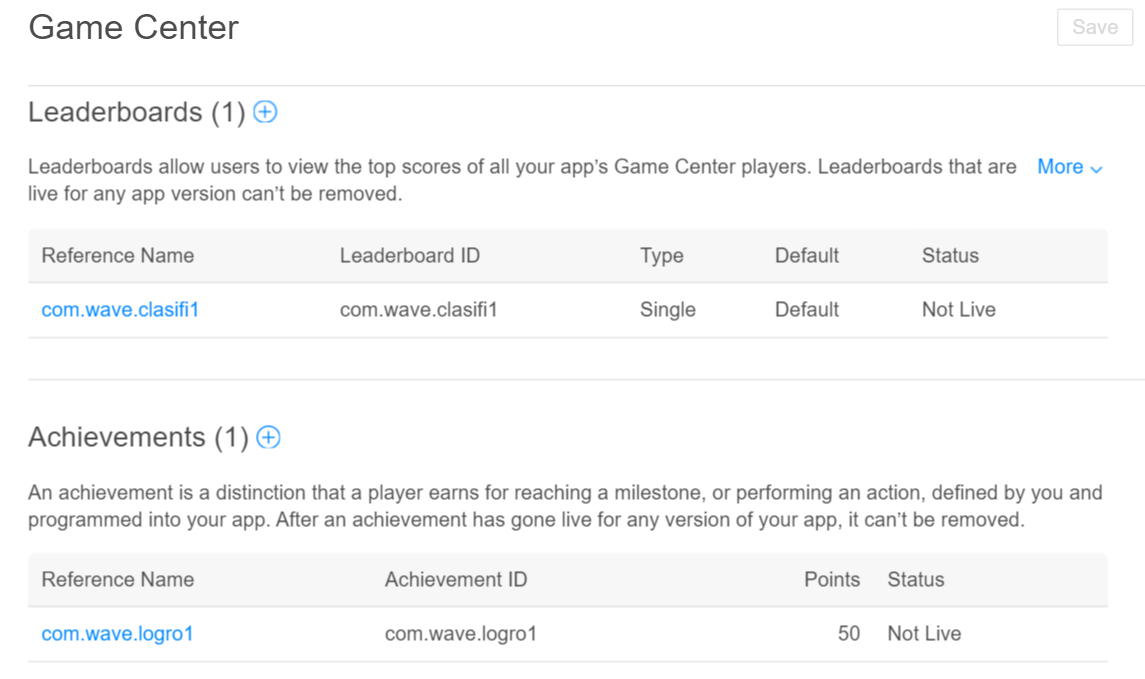 Game Center
Save
Leaderboards (1)
Leaderboards allow users to view the top scores of all your app’s Game Center players. Leaderboards that are More
live for any app version can’t be removed.
Reference Name Leaderboard ID Type Default Status
com.wave.clasifi1 com.wave.clasifi1 Single Default Not Live
Achievements (1)
An achievement is a distinction that a player earns for reaching a milestone, or performing an action, defined by you and
programmed into your app. After an achievement has gone live for any version of your app, it can’t be removed.
Reference Name Achievement ID Points Status
com.wave.logro1 com.wave.logro1 50 Not Live